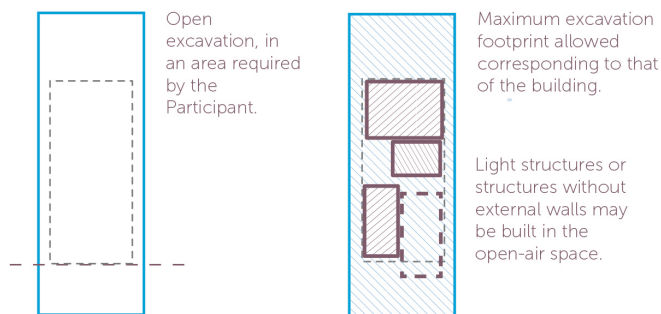 Open
excavation, in
an area required
by the
Participant.
Maximum excavation
footprint allowed
corresponding to that
of the building.
Light structures or
structures without
external walls may
be built in the
open-air space.